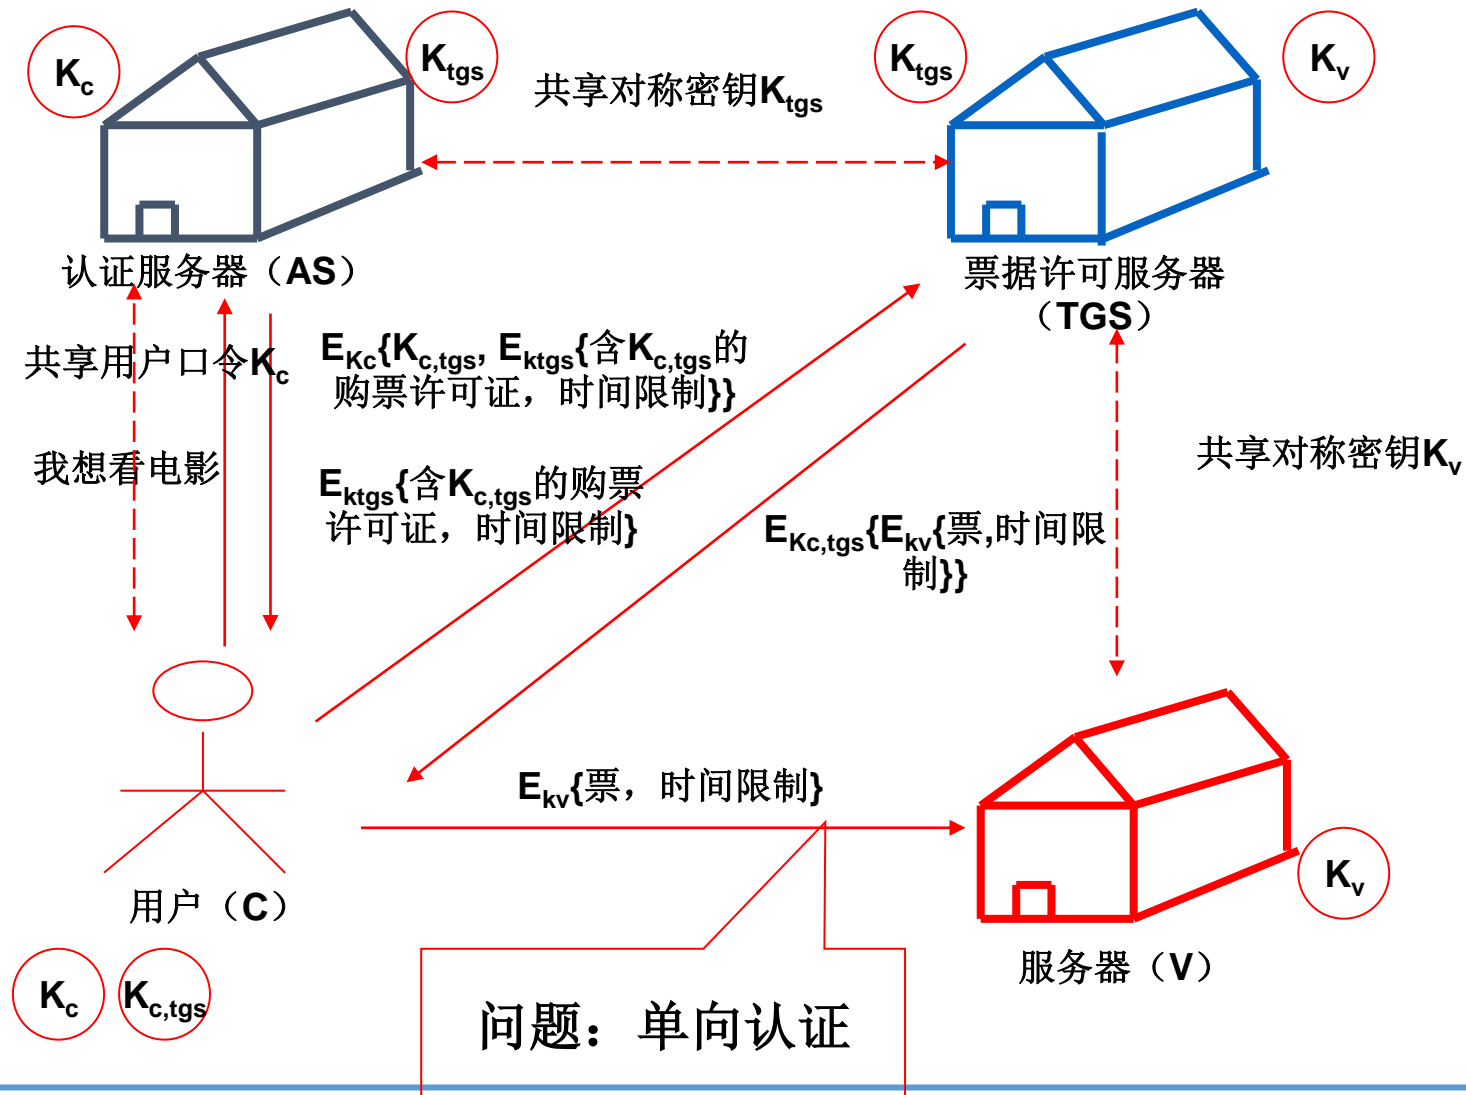 Kc
Ktgs
共享对称密钥Ktgs
Ktgs
Kv
认证服务器（AS）
票据许可服务器
（TGS）
共享用户口令Kc
EKc{Kc,tgs, Ektgs{含Kc,tgs的
购票许可证，时间限制}}
我想看电影
共享对称密钥Kv
Ektgs{含Kc,tgs的购票
许可证，时间限制}
EKc,tgs{Ekv{票,时间限
制}}
Ekv{票，时间限制}
用户（C）
Kv
服务器（V）
Kc
Kc,tgs
问题：单向认证